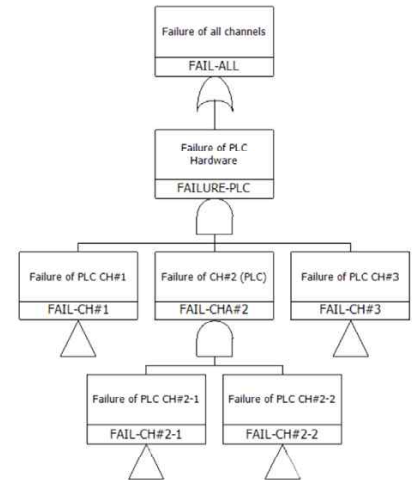 Failure of all channels
FAIL-ALL
Failure of PLC
Hardware
FAILURE-PLC
Failure of PLC CH#1
Failure of CH#2 (PLC)
Failure of PLC CH#3
FAIL-CH#1
FAIL-CHA#2
FAIL-CH#3
Failure of PLC CH#2-1
Failure of PLC CH#2-2
FAIL-CH#2-1
FAIL-CH#2-2